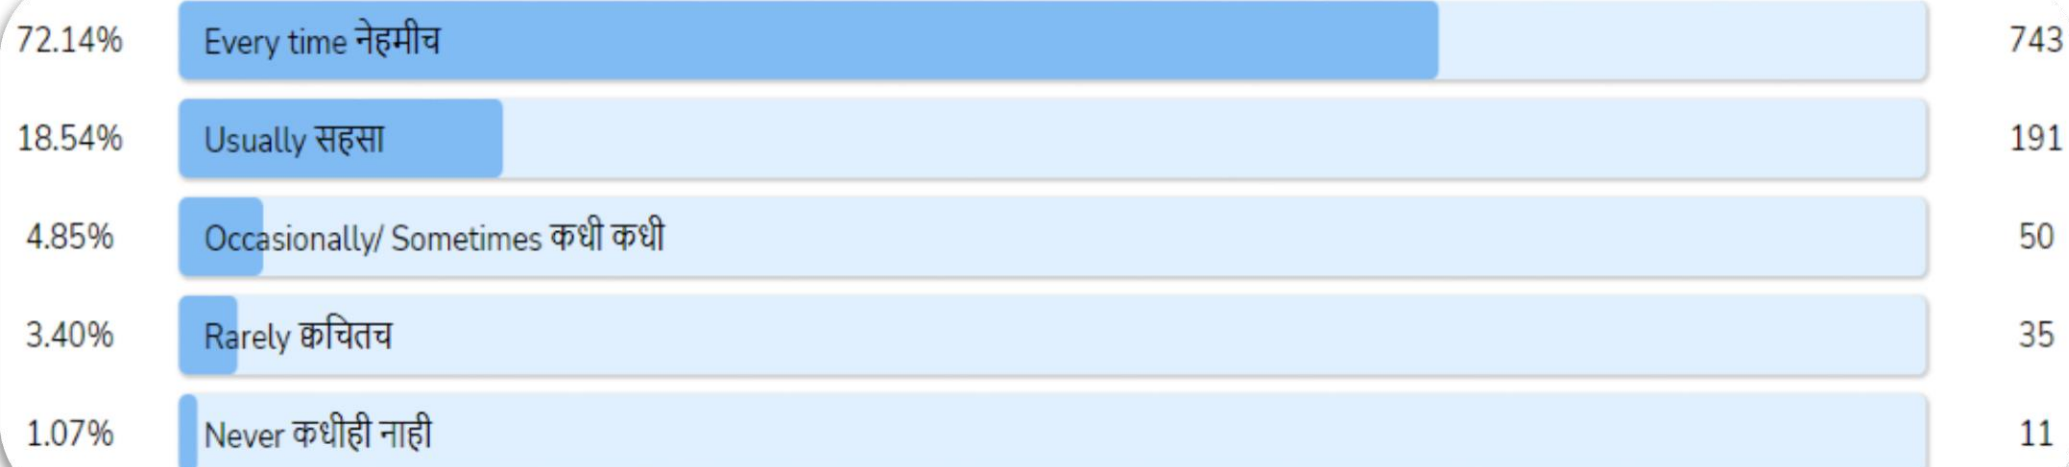 72.14% Every time नेहमीच 743
18.54% Usually सहसा 191
4.85% Occasionally/ Sometimes कधी कधी 50
3.40% Rarely क्वचितच 35
1.07% Never कधीही नाही 11